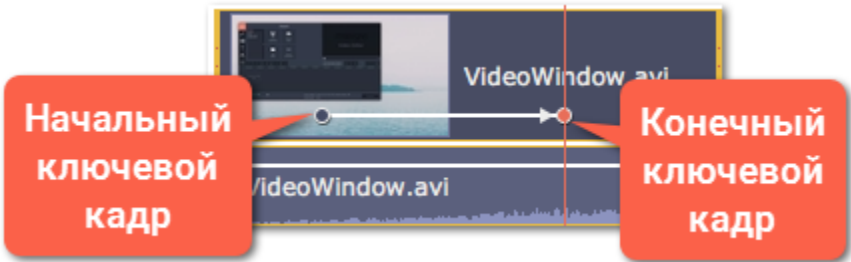 VideoWindow.avi
Начальный
ключевой
кадр
Конечный
ключевой
кадр
VideoWindow.avi